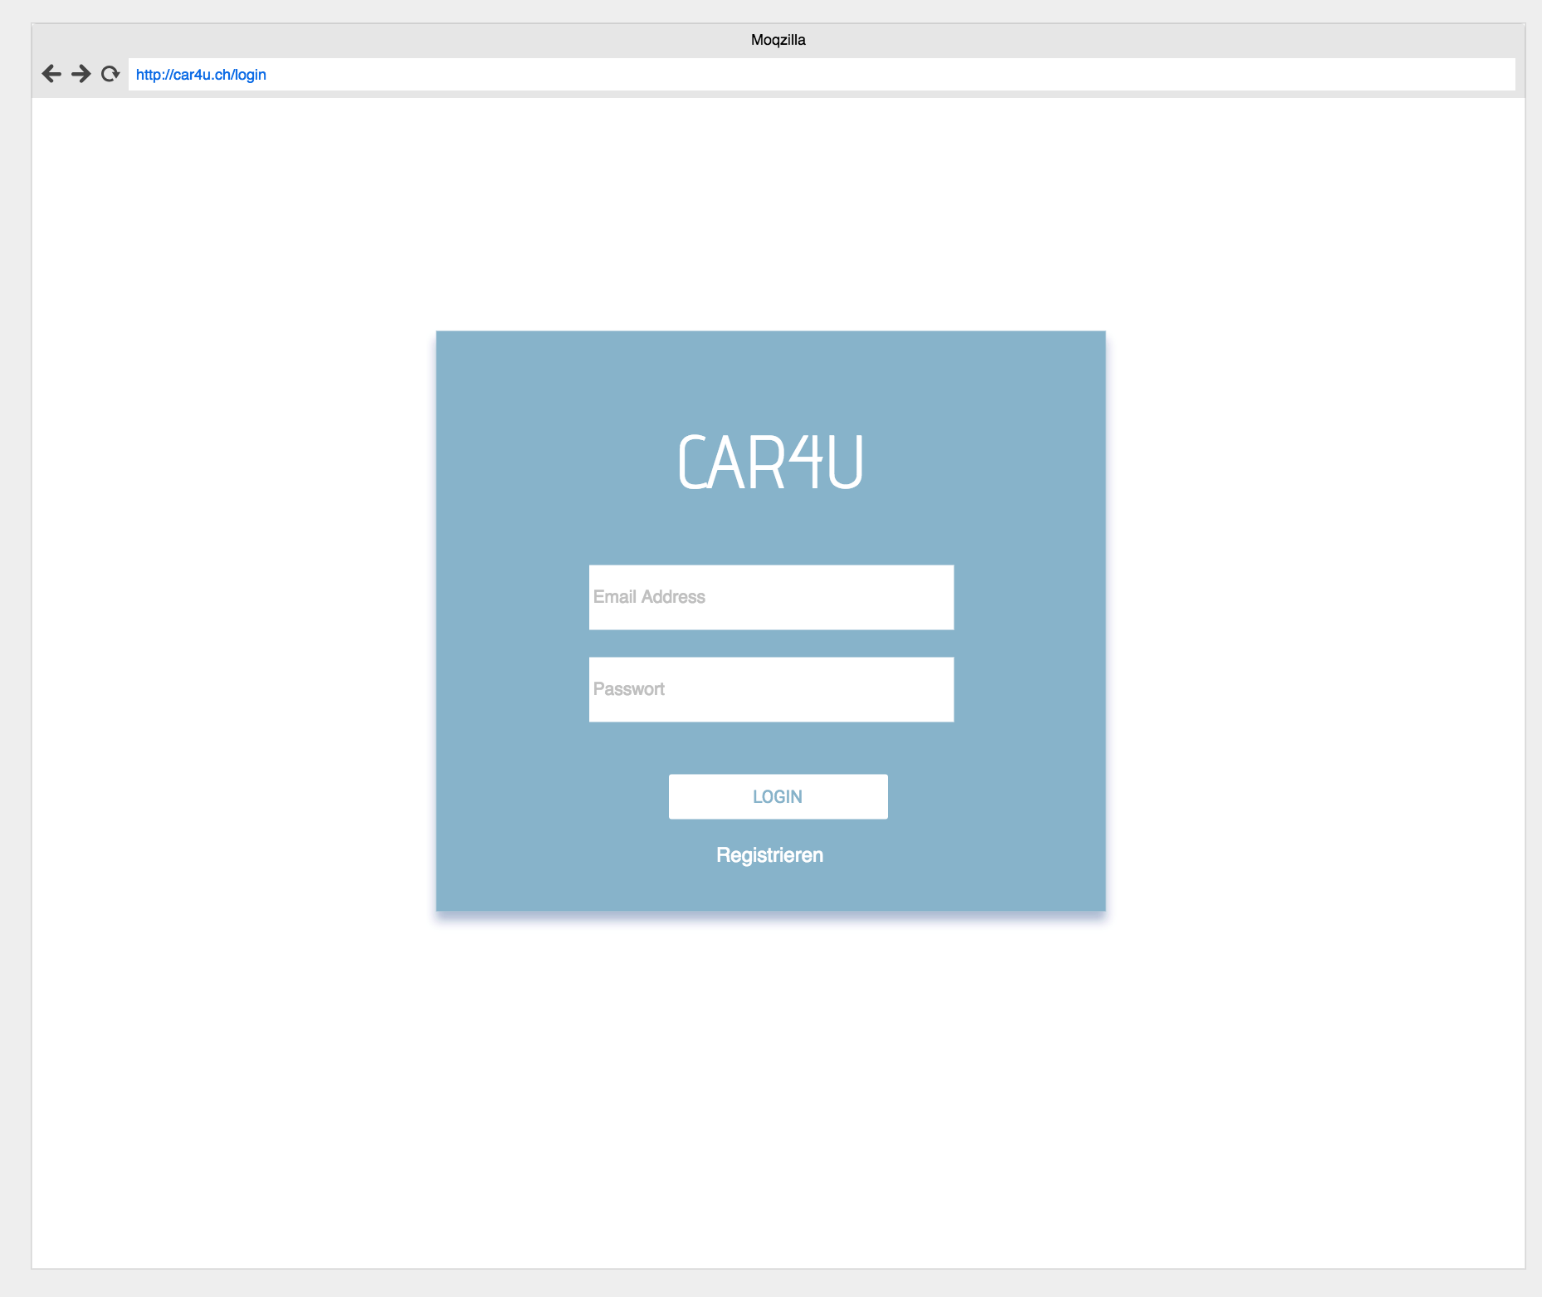 Moqzilla
http://car4u.ch/login
CAR4U
Email Address
Passwort
LOGIN
Registrieren